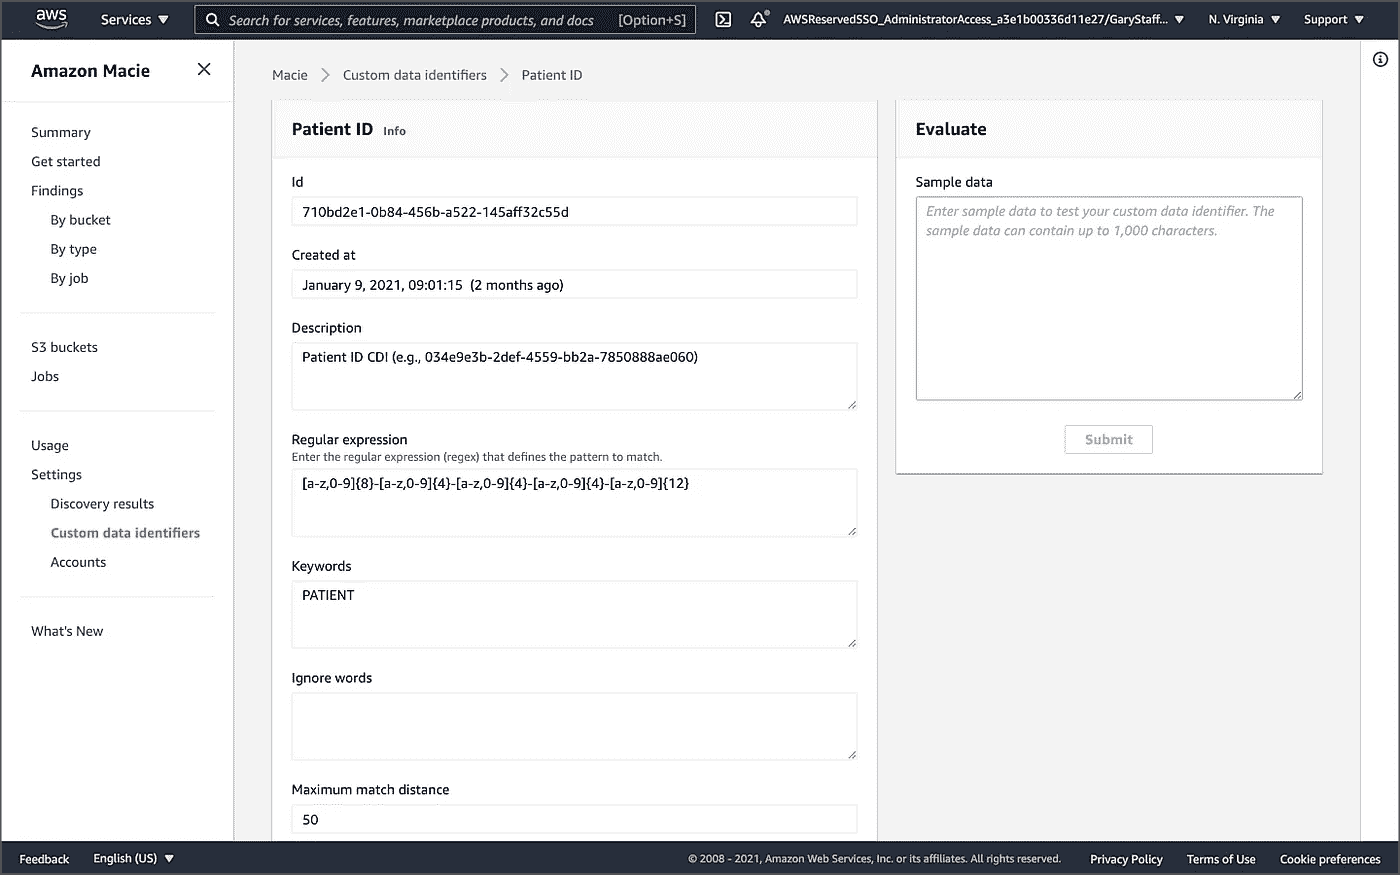 aws Services Search for services, features, marketplace products, and docs [Option+S] AWSReservedSSO_AdministratorAccess_a3e1b00336d11e27/GaryStaff... N. Virginia Support
Amazon Macie
Summary
Get started
Findings
By bucket
By type
By job
S3 buckets
Jobs
Usage
Settings
Discovery results
Custom data identifiers
Accounts
What's New
Macie > Custom data identifiers > Patient ID
Patient ID Info
Id
710bd2e1-0b84-456b-a522-145aff32c55d
Created at
January 9, 2021, 09:01:15 (2 months ago)
Description
Patient ID CDI (e.g., 034e9e3b-2def-4559-bb2a-7850888ae060)
Regular expression
Enter the regular expression (regex) that defines the pattern to match.
[a-z,0-9]{8}-[a-z,0-9]{4}-[a-z,0-9]{4}-[a-z,0-9]{4}-[a-z,0-9]{12}
Keywords
PATIENT
Ignore words
Maximum match distance
50
Evaluate
Sample data
Enter sample data to test your custom data identifier. The
sample data can contain up to 1,000 characters.
Submit
Feedback English (US) © 2008 - 2021, Amazon Web Services, Inc. or its affiliates. All rights reserved. Privacy Policy Terms of Use Cookie preferences